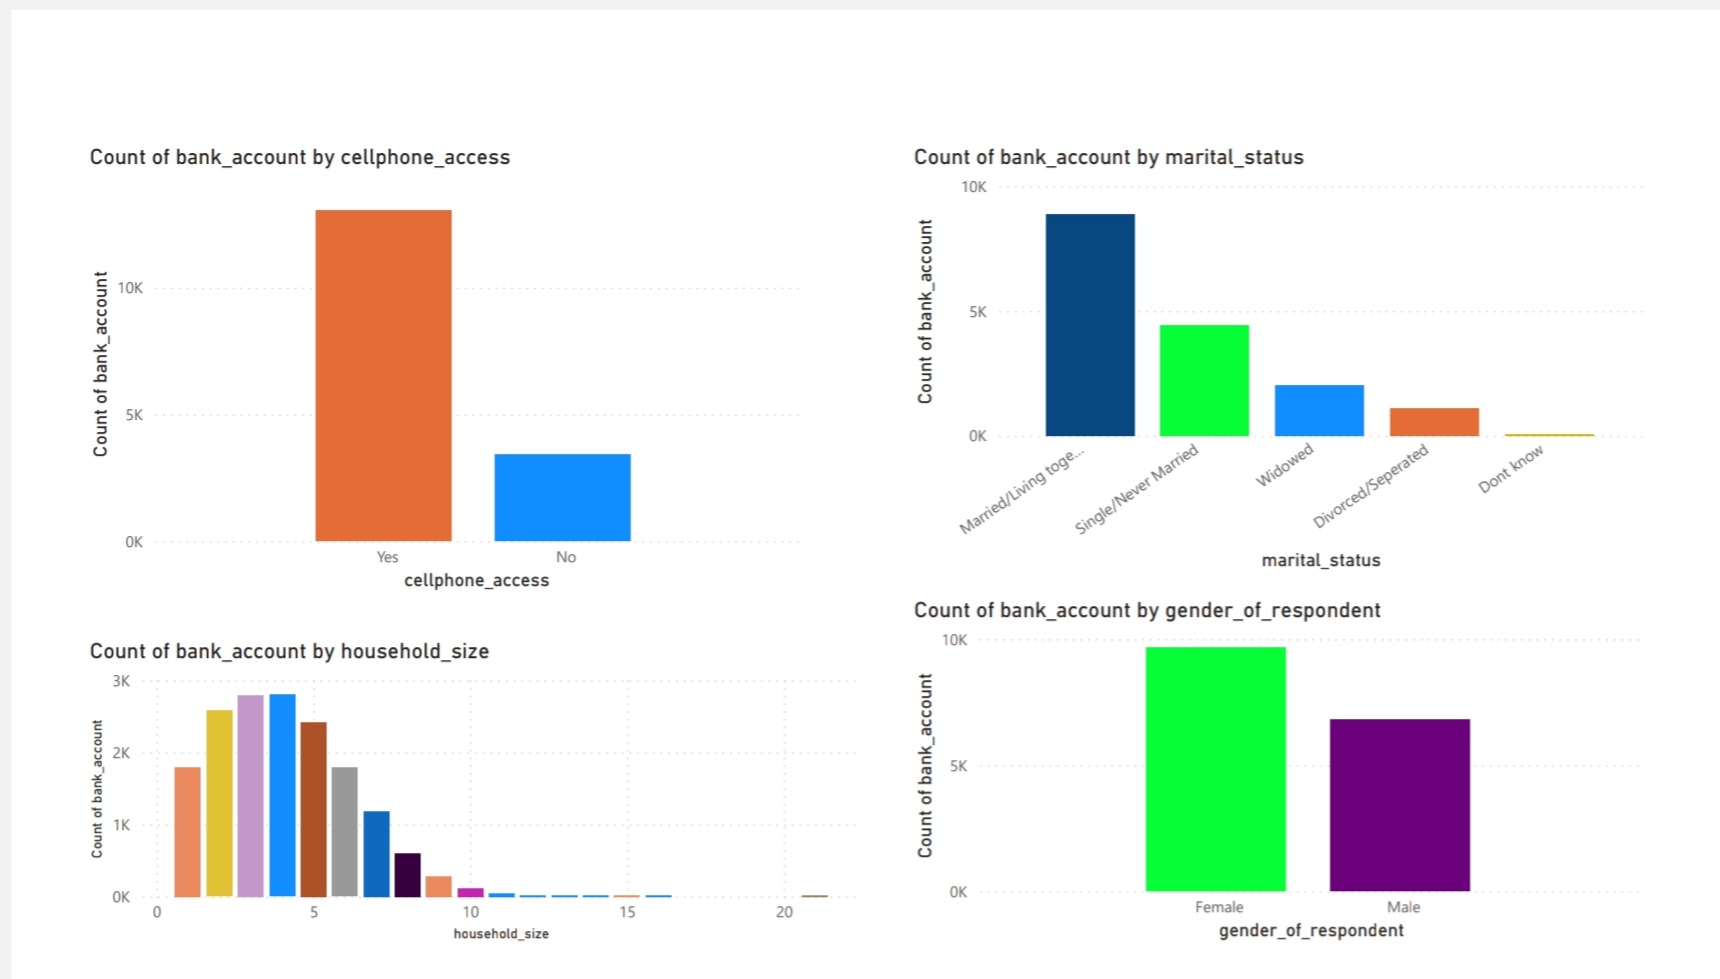 Count of bank_account by cellphone_access
Count of bank_account
10K
5K
0K
Yes
No
cellphone_access
Count of bank_account by marital_status
Count of bank_account
10K
5K
0K
Married/Living toge...
Single/Never Married
Widowed
Divorced/Seperated
Dont know
marital_status
Count of bank_account by household_size
Count of bank_account
3K
2K
1K
0K
0
5
10
15
20
household_size
Count of bank_account by gender_of_respondent
Count of bank_account
10K
5K
0K
Female
Male
gender_of_respondent